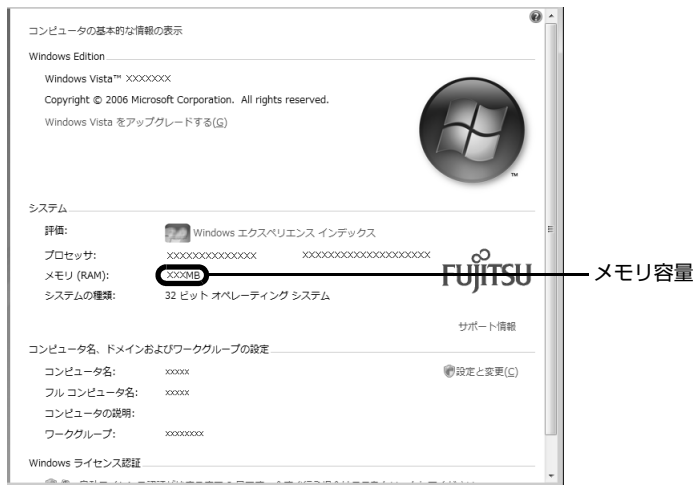 コンピュータの基本的な情報の表示
Windows Edition
Windows Vista™ XXXXXXX
Copyright © 2006 Microsoft Corporation. All rights reserved.
Windows Vista をアップグレードする(G)
TM
システム
評価: Windows エクスペリエンス インデックス
プロセッサ: XXXXXXXXXXXXXX XXXXXXXXXXXXXXXXXXXX
メモリ (RAM): XXXMB
メモリ容量
FUJITSU
システムの種類: 32 ビット オペレーティング システム
サポート情報
コンピュータ名、ドメインおよびワークグループの設定
コンピュータ名: xxxxx
設定と変更(C)
フル コンピュータ名: xxxxx
コンピュータの説明:
ワークグループ: xxxxxxxx
Windows ライセンス認証